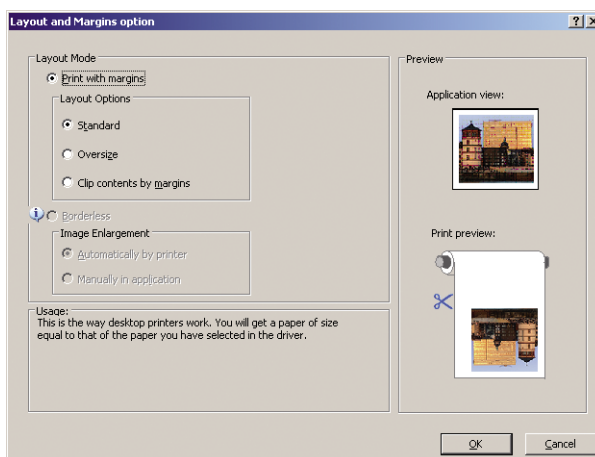 Layout and Margins option
Layout Mode
Print with margins
Layout Options
Standard
Oversize
Clip contents by margins
Borderless
Image Enlargement
Automatically by printer
Manually in application
Usage:
This is the way desktop printers work. You will get a paper of size
equal to that of the paper you have selected in the driver.
Preview
Application view:
Print preview:
OK
Cancel